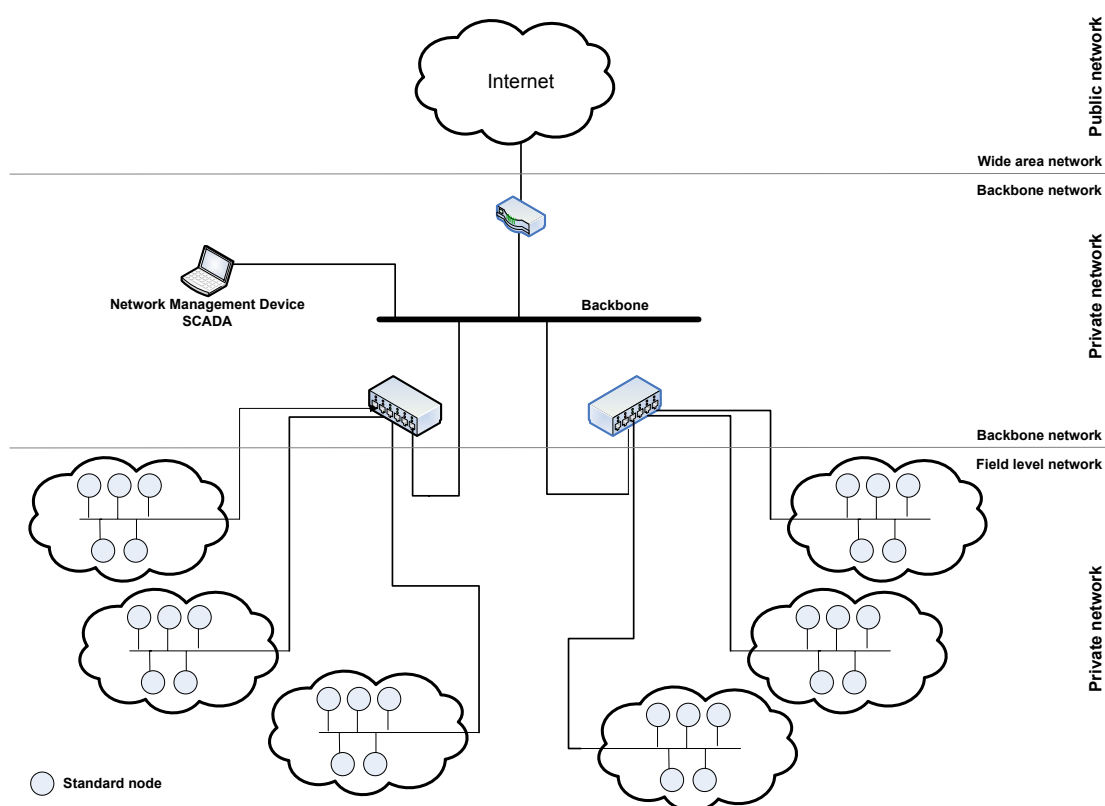 Internet
Public network
Wide area network
Backbone network
Network Management Device
SCADA
Backbone
Private network
Backbone network
Field level network
Private network
Standard node